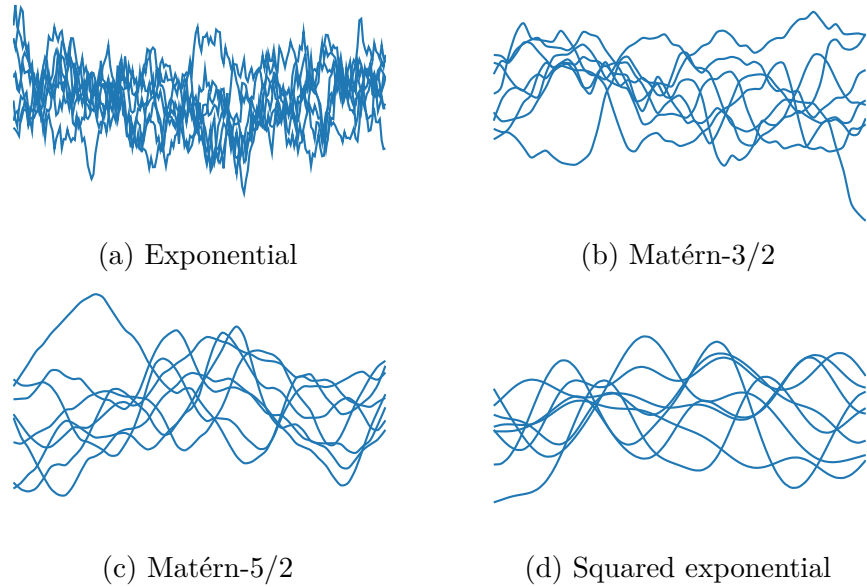 (a) Exponential
(b) Matérn-3/2
(c) Matérn-5/2
(d) Squared exponential